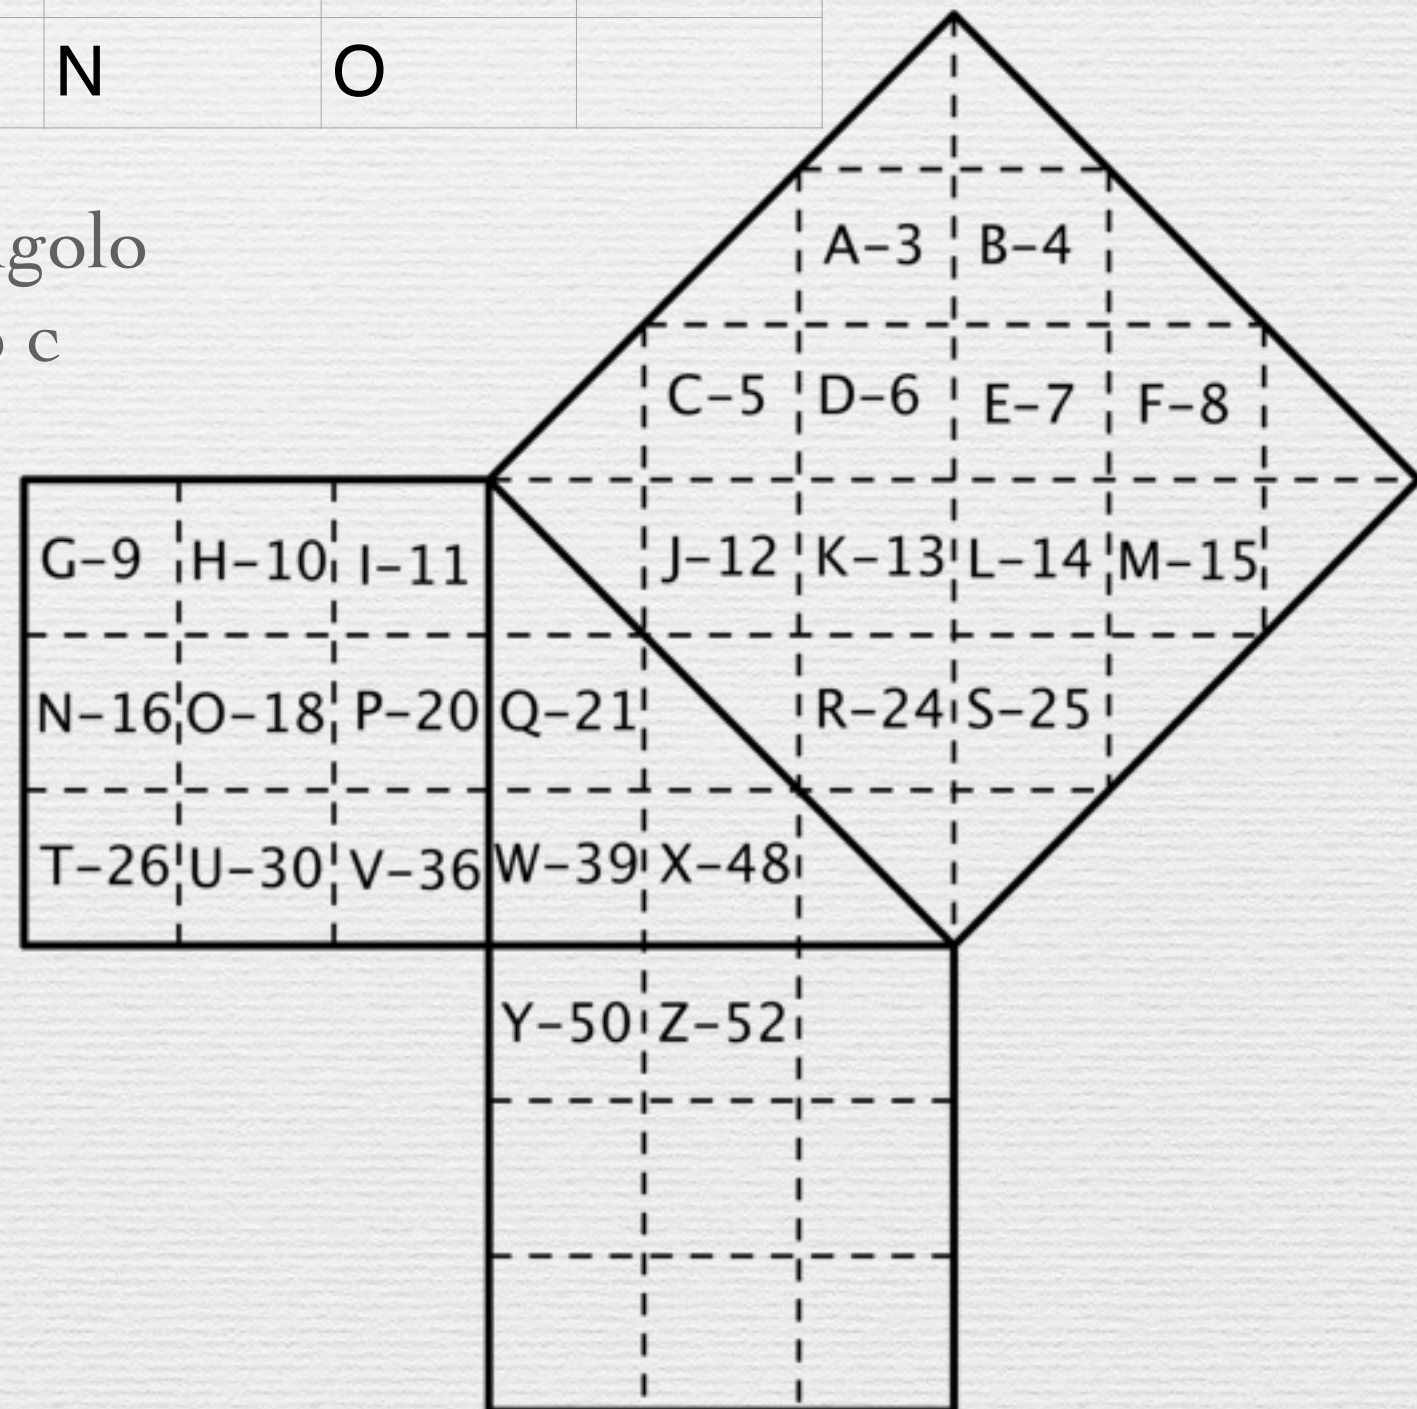 N O
golo
c
A-3 B-4
C-5 D-6 E-7 F-8
G-9 H-10 I-11 J-12 K-13 L-14 M-15
N-16 O-18 P-20 Q-21 R-24 S-25
T-26 U-30 V-36 W-39 X-48
Y-50 Z-52